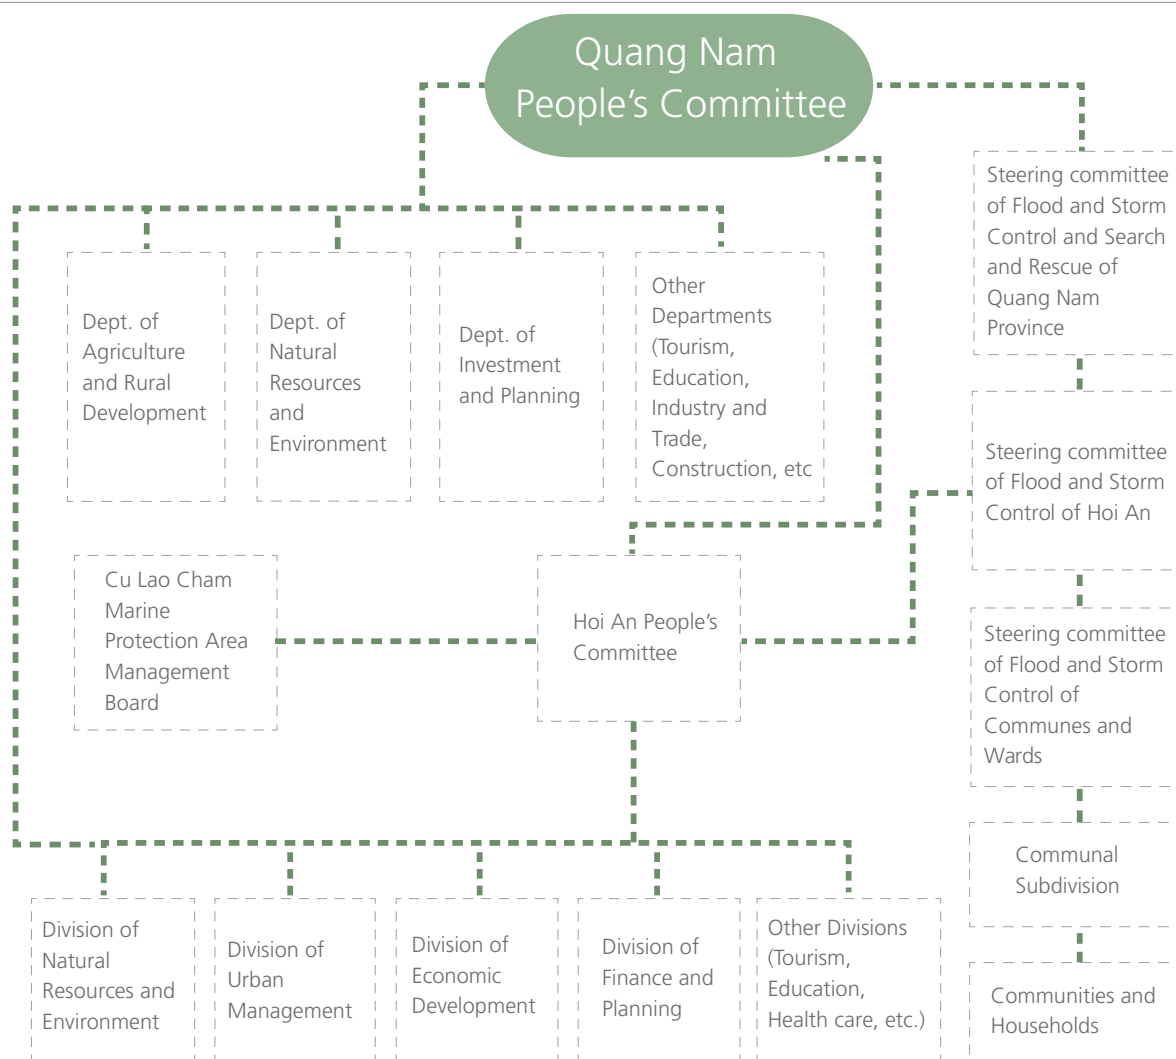 Quang Nam
People's Committee
Steering committee
of Flood and Storm
Control and Search
and Rescue of
Quang Nam
Province
Dept. of
Agriculture
and Rural
Development
Dept. of
Natural
Resources
and
Environment
Dept. of
Investment
and Planning
Other
Departments
(Tourism,
Education,
Industry and
Trade,
Construction, etc
Steering committee
of Flood and Storm
Control of Hoi An
Cu Lao Cham
Marine
Protection Area
Management
Board
Hoi An People's
Committee
Steering committee
of Flood and Storm
Control of
Communes and
Wards
Communal
Subdivision
Division of
Natural
Resources and
Environment
Division of
Urban
Management
Division of
Economic
Development
Division of
Finance and
Planning
Other Divisions
(Tourism,
Education,
Health care, etc.)
Communities and
Households